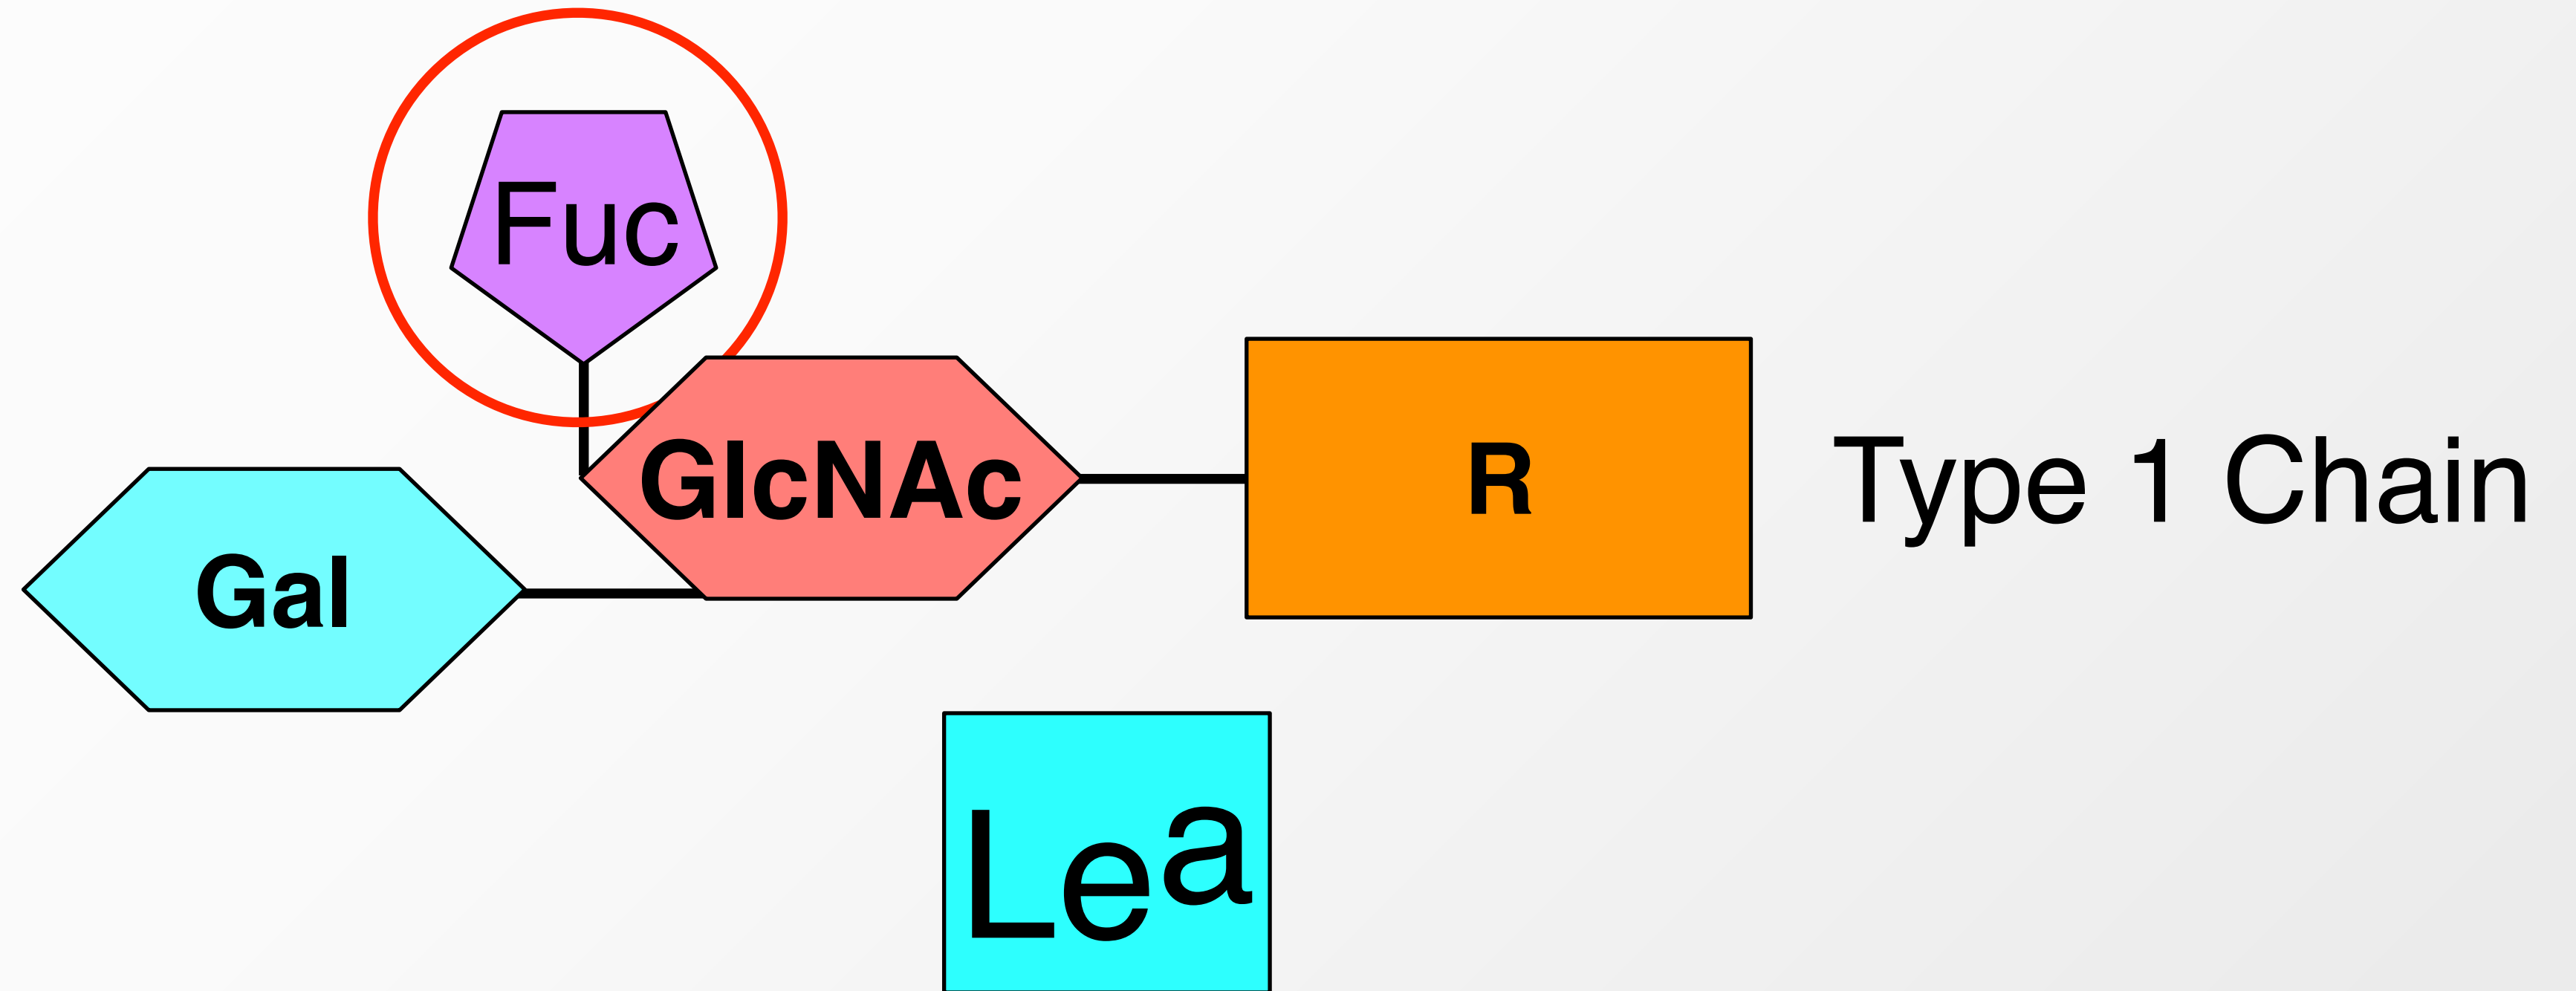 Fuc
GlcNAc
R
Type 1 Chain
Gal
Leᵃ